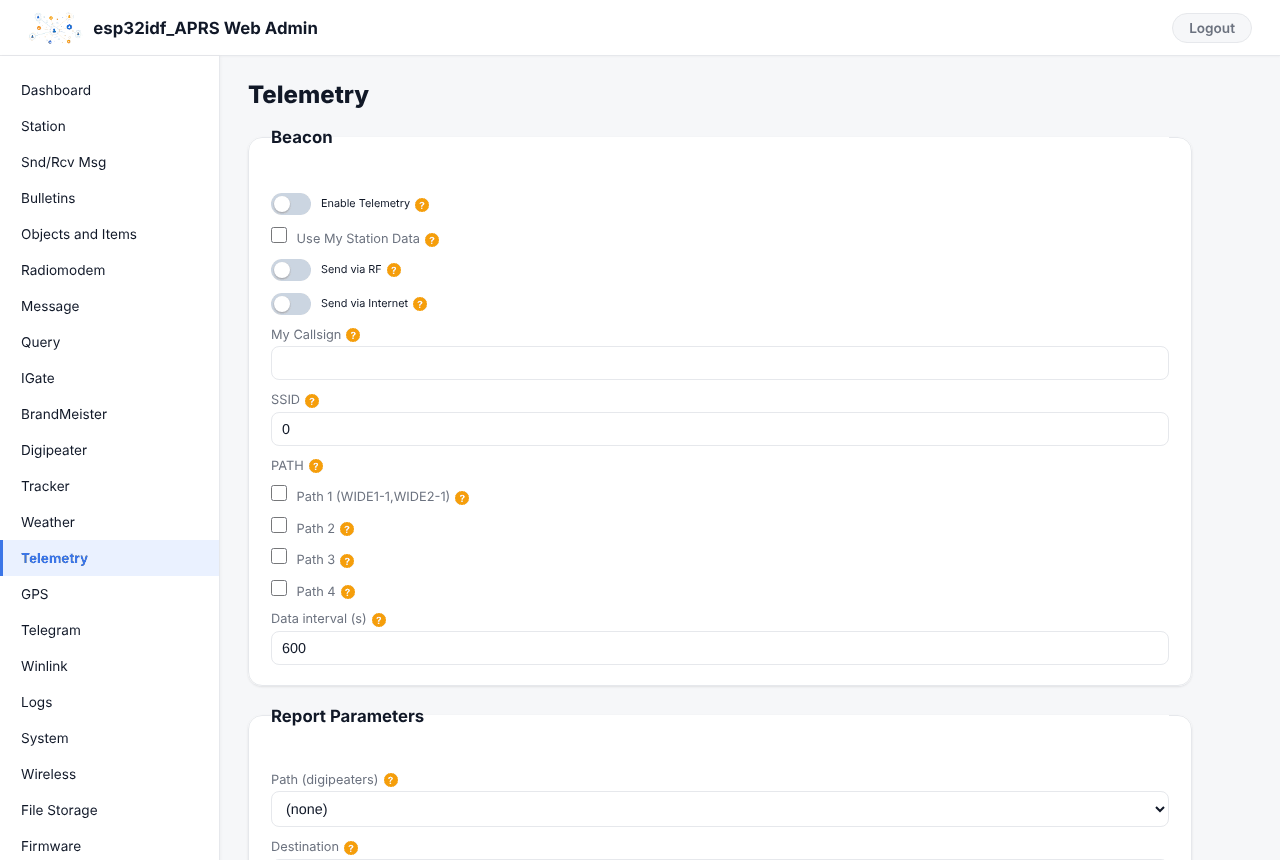 esp32idf_APRS Web Admin
Logout
Dashboard
Station
Snd/Rcv Msg
Bulletins
Objects and Items
Radiomodem
Message
Query
IGate
BrandMeister
Digipeater
Tracker
Weather
Telemetry
GPS
Telegram
Winlink
Logs
System
Wireless
File Storage
Firmware
Telemetry
Beacon
Enable Telemetry ?
Use My Station Data ?
Send via RF ?
Send via Internet ?
My Callsign ?
SSID ?
0
PATH ?
Path 1 (WIDE1-1,WIDE2-1) ?
Path 2 ?
Path 3 ?
Path 4 ?
Data interval (s) ?
600
Report Parameters
Path (digipeaters) ?
(none)
Destination ?